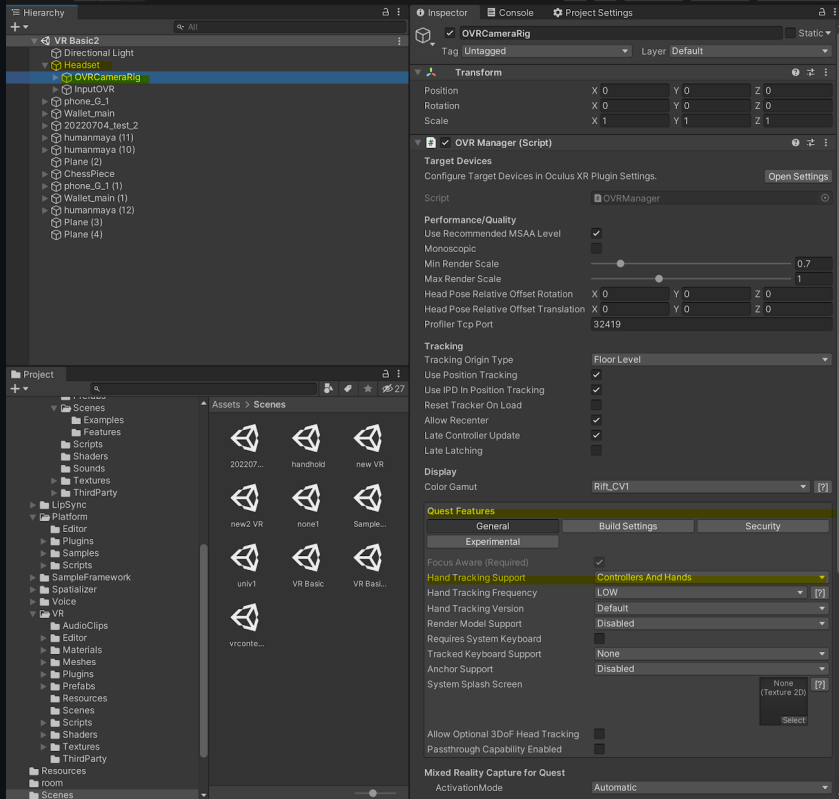 Hierarchy
All
VR Basic2
Directional Light
Headset
OVRCameraRig
InputOVR
phone_G_1
Wallet_main
20220704_test_2
humanmaya (11)
humanmaya (10)
Plane (2)
ChessPiece
phone_G_1 (1)
Wallet_main (1)
humanmaya (12)
Plane (3)
Plane (4)
Project
27
Scenes
Examples
Features
Scripts
Shaders
Sounds
Textures
ThirdParty
LipSync
Platform
Editor
Plugins
Samples
Scripts
SampleFramework
Spatializer
Voice
VR
AudioClips
Editor
Materials
Meshes
Plugins
Prefabs
Resources
Scenes
Scripts
Shaders
Textures
ThirdParty
Resources
room
Scenes
Assets > Scenes
202207... handhold new VR
new2 VR none1 Sample...
univ1 VR Basic VR Basi...
vrconte...
Inspector Console Project Settings
OVRCameraRig Static
Tag Untagged Layer Default
Transform
Position X 0 Y 0 Z 0
Rotation X 0 Y 0 Z 0
Scale X 1 Y 1 Z 1
OVR Manager (Script)
Target Devices
Configure Target Devices in Oculus XR Plugin Settings. Open Settings
Script OVRManager
Performance/Quality
Use Recommended MSAA Level
Monoscopic
Min Render Scale 0.7
Max Render Scale 1
Head Pose Relative Offset Rotation X 0 Y 0 Z 0
Head Pose Relative Offset Translation X 0 Y 0 Z 0
Profiler Tcp Port 32419
Tracking
Tracking Origin Type Floor Level
Use Position Tracking
Use IPD In Position Tracking
Reset Tracker On Load
Allow Recenter
Late Controller Update
Late Latching
Display
Color Gamut Rift_CV1 [?]
Quest Features
General Build Settings Security
Experimental
Focus Aware (Required)
Hand Tracking Support Controllers And Hands
Hand Tracking Frequency LOW [?]
Hand Tracking Version Default
Render Model Support Disabled
Requires System Keyboard
Tracked Keyboard Support None
Anchor Support Disabled
System Splash Screen None [?]
(Texture 2D)
Select
Allow Optional 3DoF Head Tracking
Passthrough Capability Enabled
Mixed Reality Capture for Quest
ActivationMode Automatic